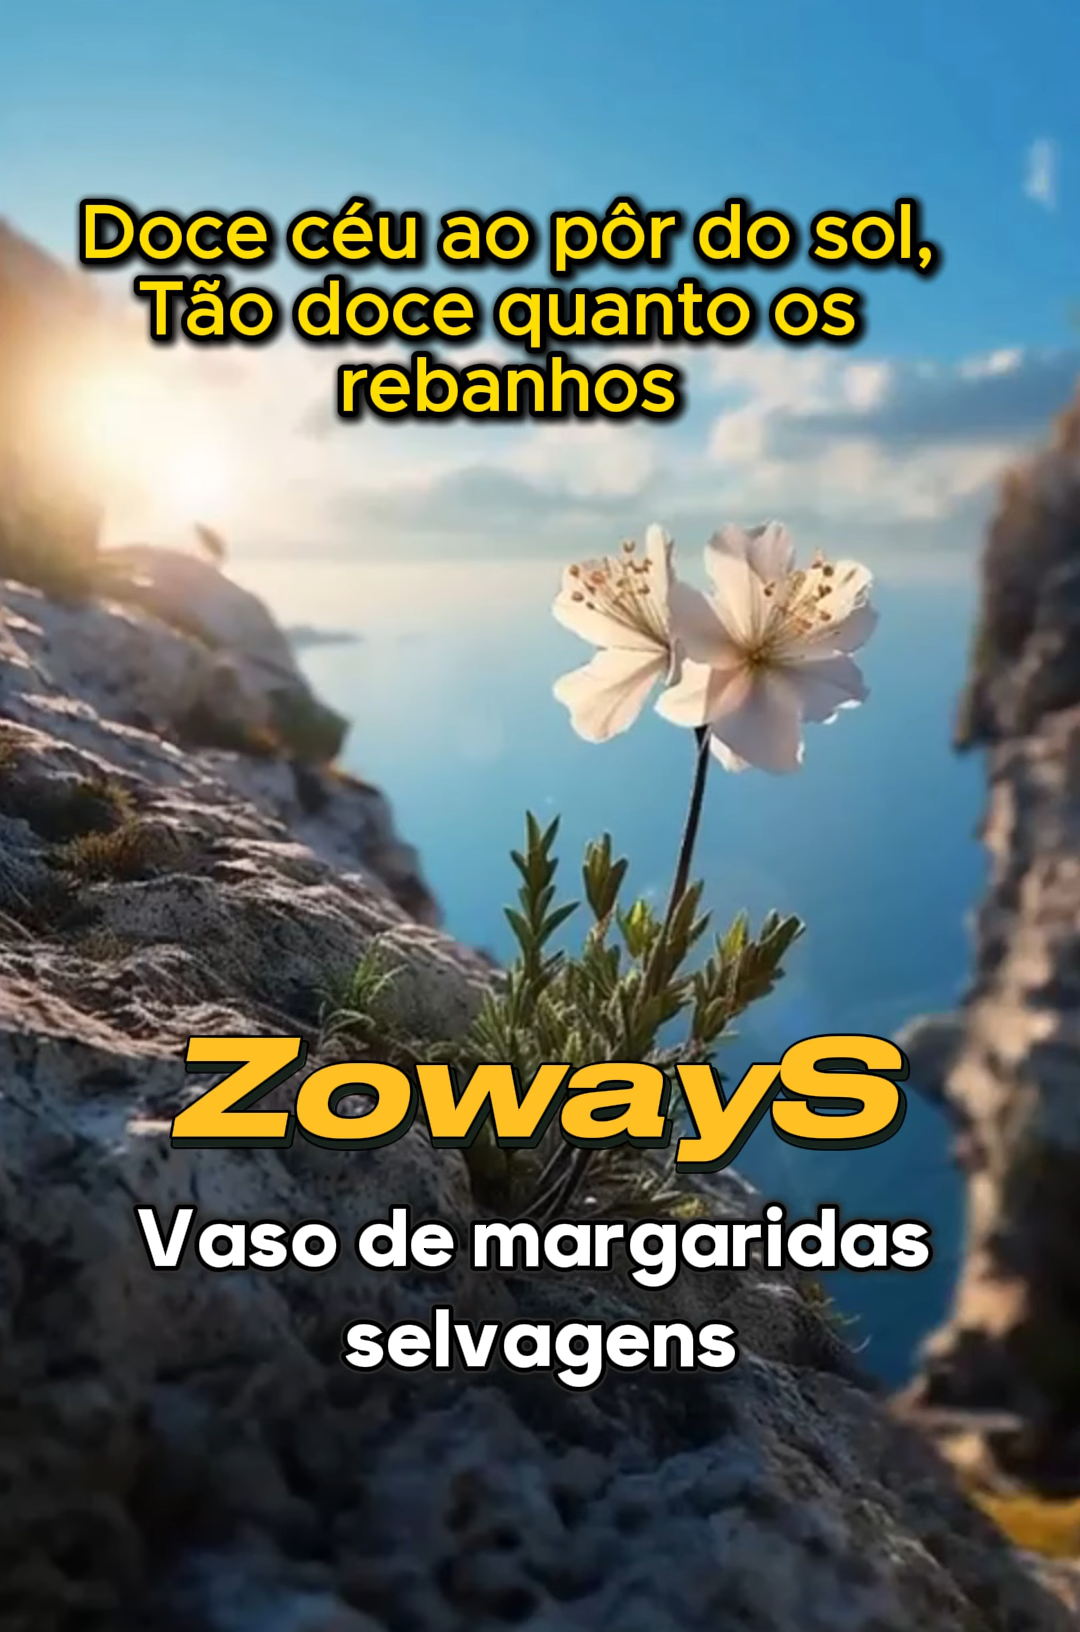 Doce céu ao pôr do sol,
Tão doce quanto os
rebanhos
ZowayS
Vaso de margaridas
selvagens